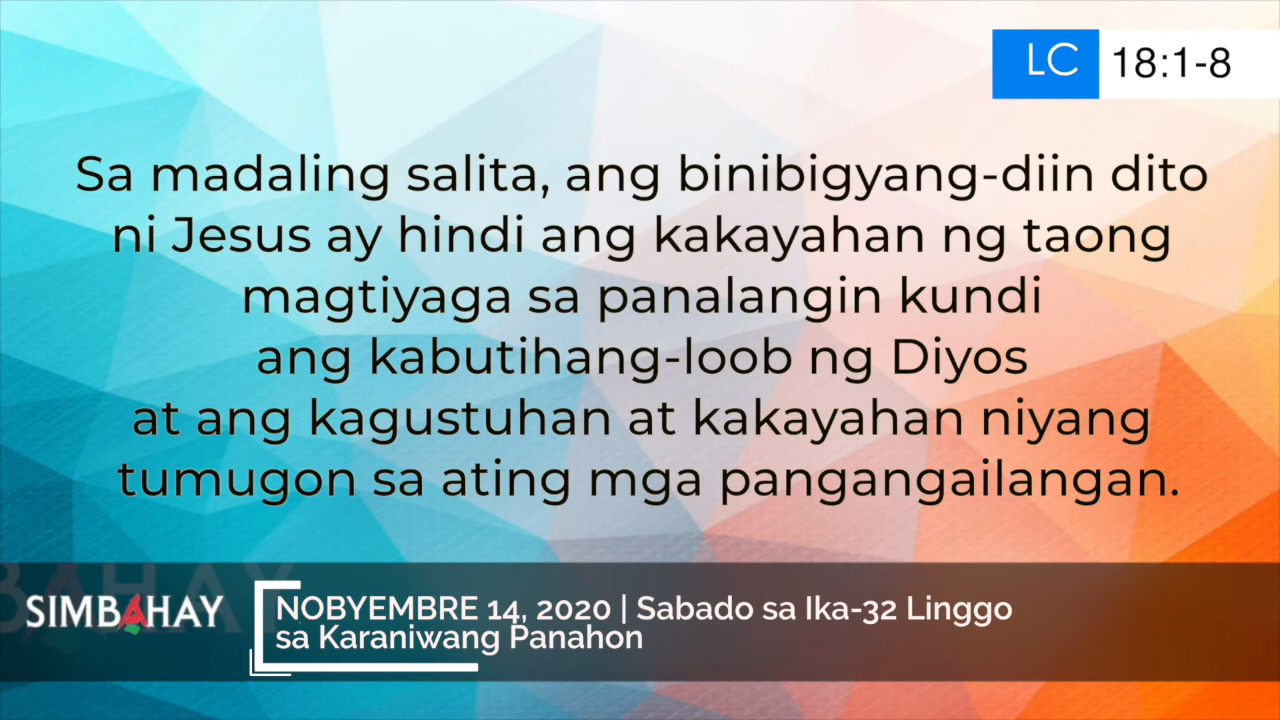 LC 18:1-8
Sa madaling salita, ang binibigyang-diin dito
ni Jesus ay hindi ang kakayahan ng taong
magtiyaga sa panalangin kundi
ang kabutihang-loob ng Diyos
at ang kagustuhan at kakayahan niyang
tumugon sa ating mga pangangailangan.
SIMBAHAY
NOBYEMBRE 14, 2020 | Sabado sa Ika-32 Linggo
sa Karaniwang Panahon